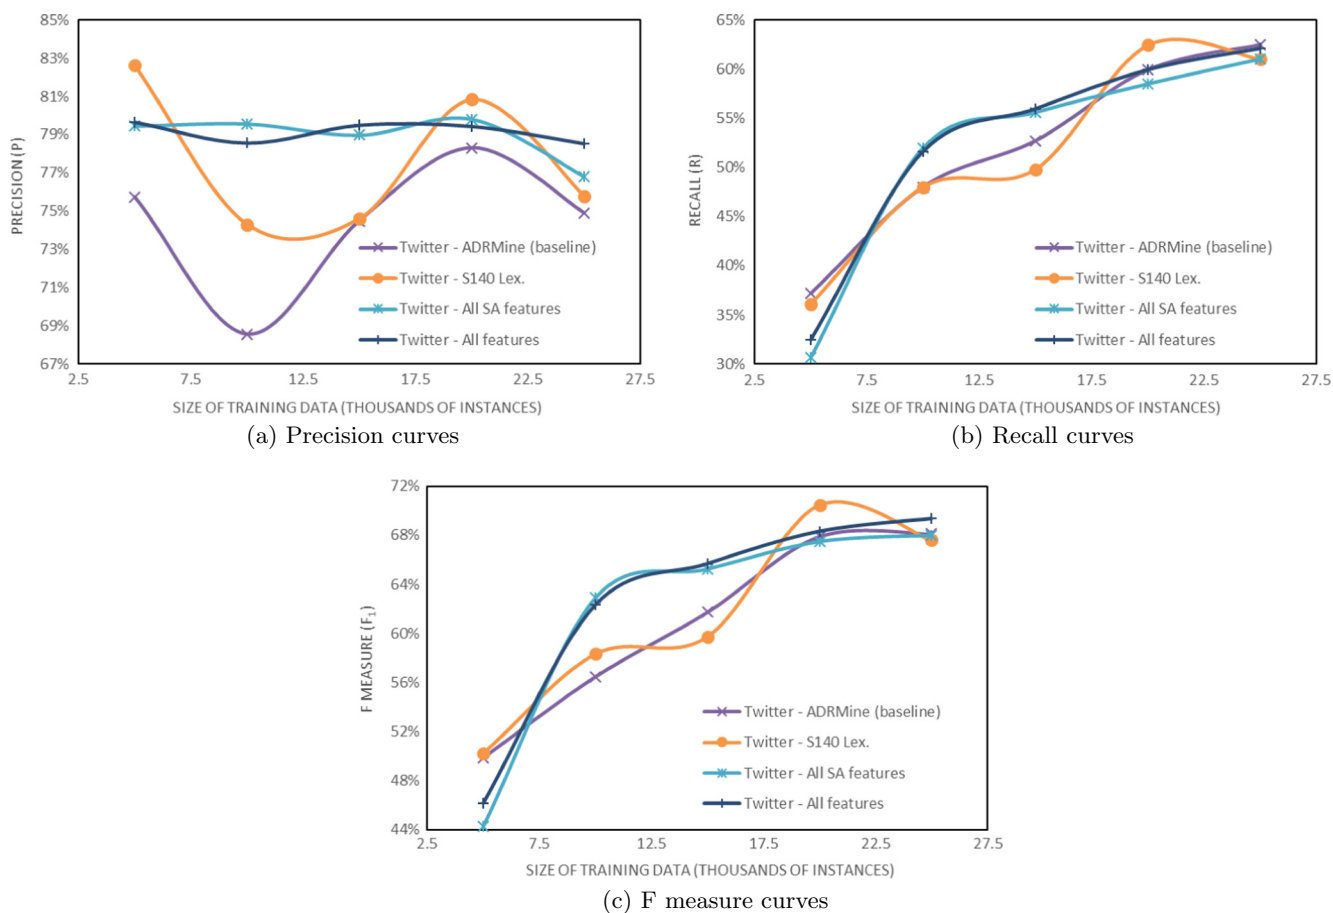 85%
83%
81%
79%
77%
75%
73%
71%
69%
67%
PRECISION (P)
Twitter - ADRMine (baseline)
Twitter - S140 Lex.
Twitter - All SA features
Twitter - All features
2.5 7.5 12.5 17.5 22.5 27.5
SIZE OF TRAINING DATA (THOUSANDS OF INSTANCES)
(a) Precision curves
65%
60%
55%
50%
45%
40%
35%
30%
RECALL (R)
Twitter - ADRMine (baseline)
Twitter - S140 Lex.
Twitter - All SA features
Twitter - All features
2.5 7.5 12.5 17.5 22.5 27.5
SIZE OF TRAINING DATA (THOUSANDS OF INSTANCES)
(b) Recall curves
72%
68%
64%
60%
56%
52%
48%
44%
F MEASURE (F₁)
Twitter - ADRMine (baseline)
Twitter - S140 Lex.
Twitter - All SA features
Twitter - All features
2.5 7.5 12.5 17.5 22.5 27.5
SIZE OF TRAINING DATA (THOUSANDS OF INSTANCES)
(c) F measure curves